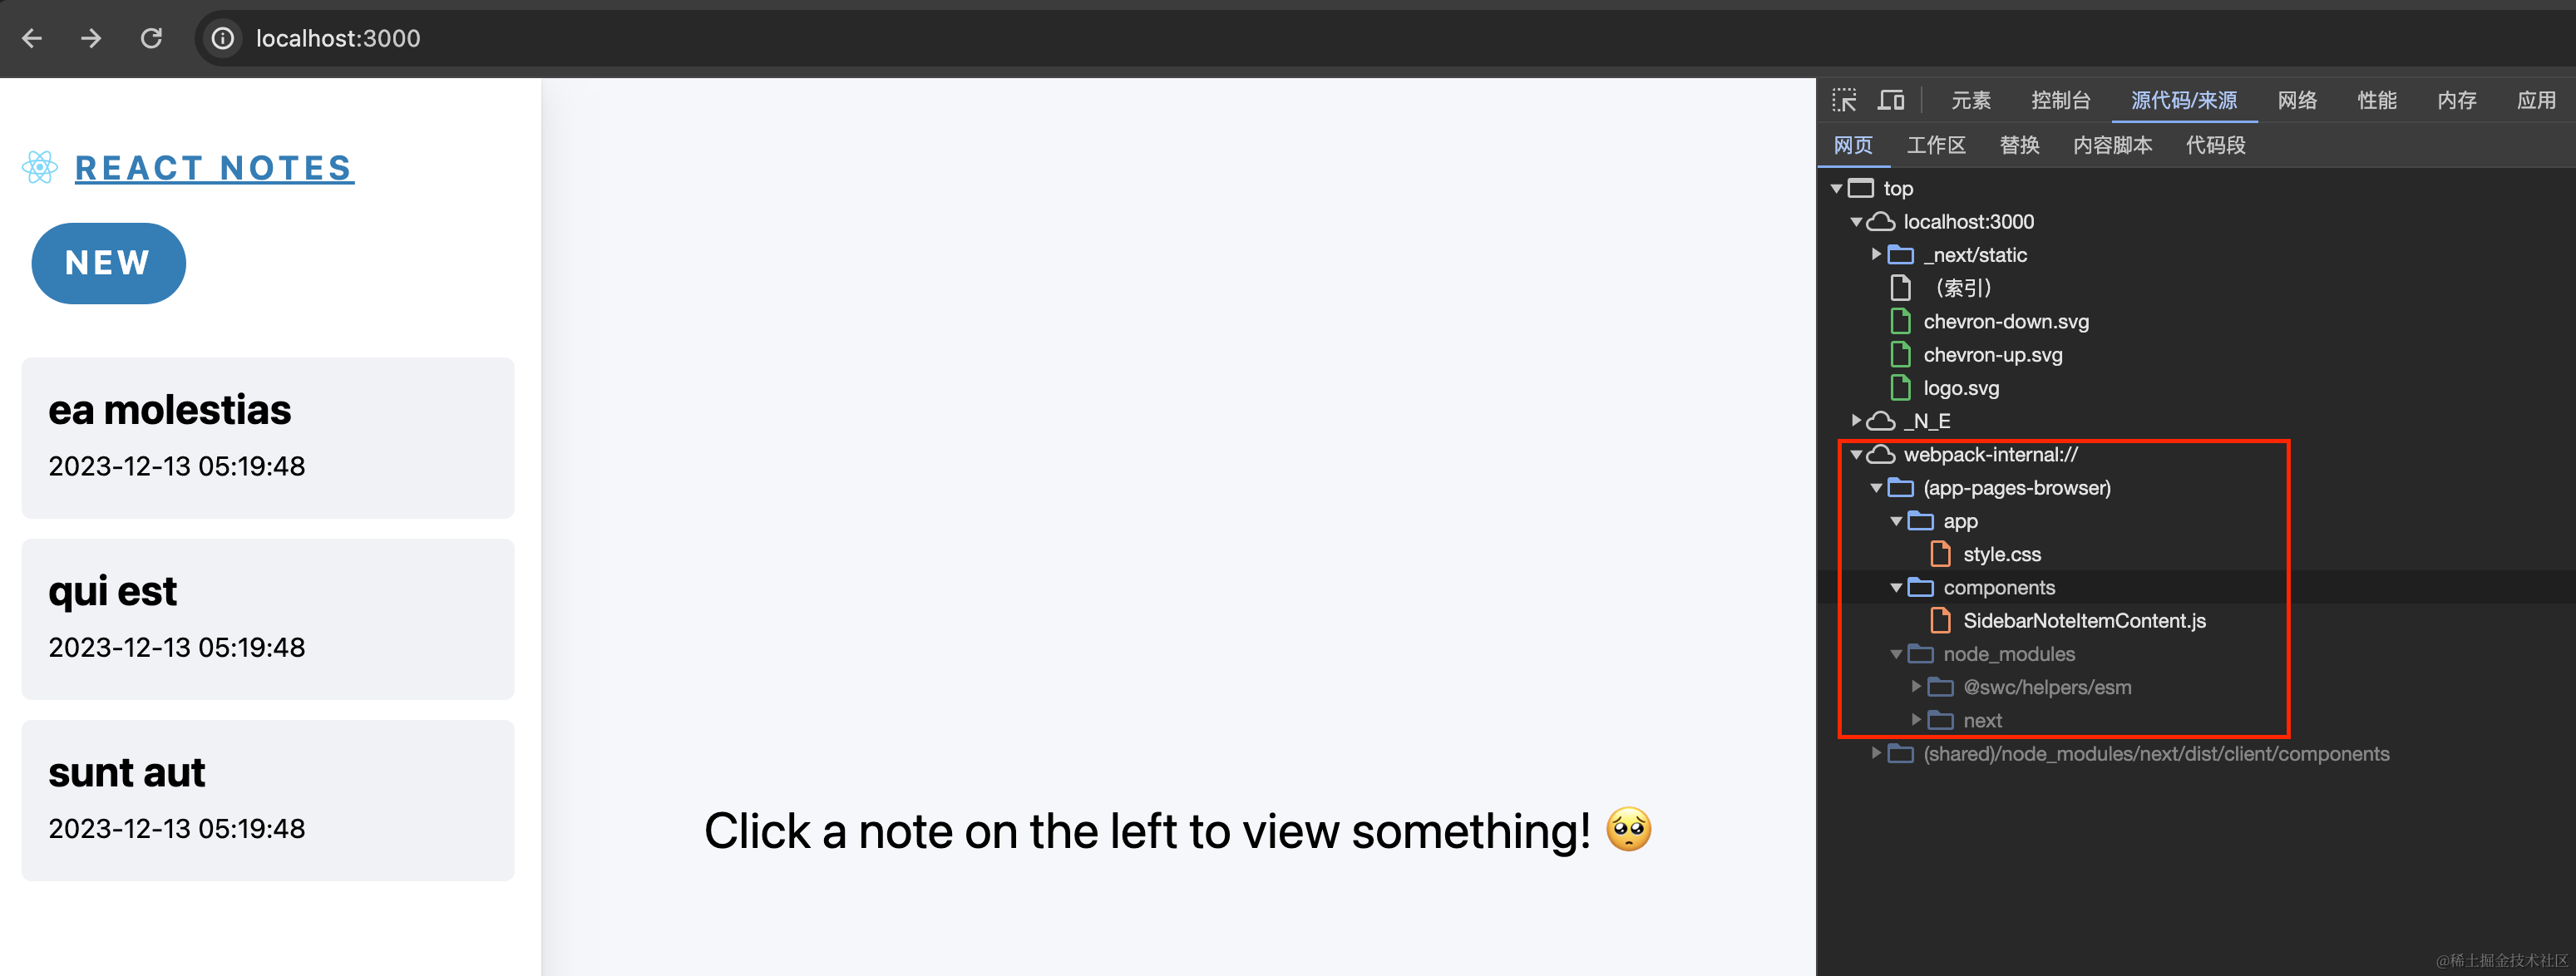 localhost:3000
REACT NOTES
NEW
ea molestias
2023-12-13 05:19:48
qui est
2023-12-13 05:19:48
sunt aut
2023-12-13 05:19:48
Click a note on the left to view something! 🥺
元素 控制台 源代码/来源 网络 性能 内存 应用
网页 工作区 替换 内容脚本 代码段
top
localhost:3000
_next/static
（索引）
chevron-down.svg
chevron-up.svg
logo.svg
_N_E
webpack-internal://
(app-pages-browser)
app
style.css
components
SidebarNoteItemContent.js
node_modules
@swc/helpers/esm
next
(shared)/node_modules/next/dist/client/components
@稀土掘金技术社区